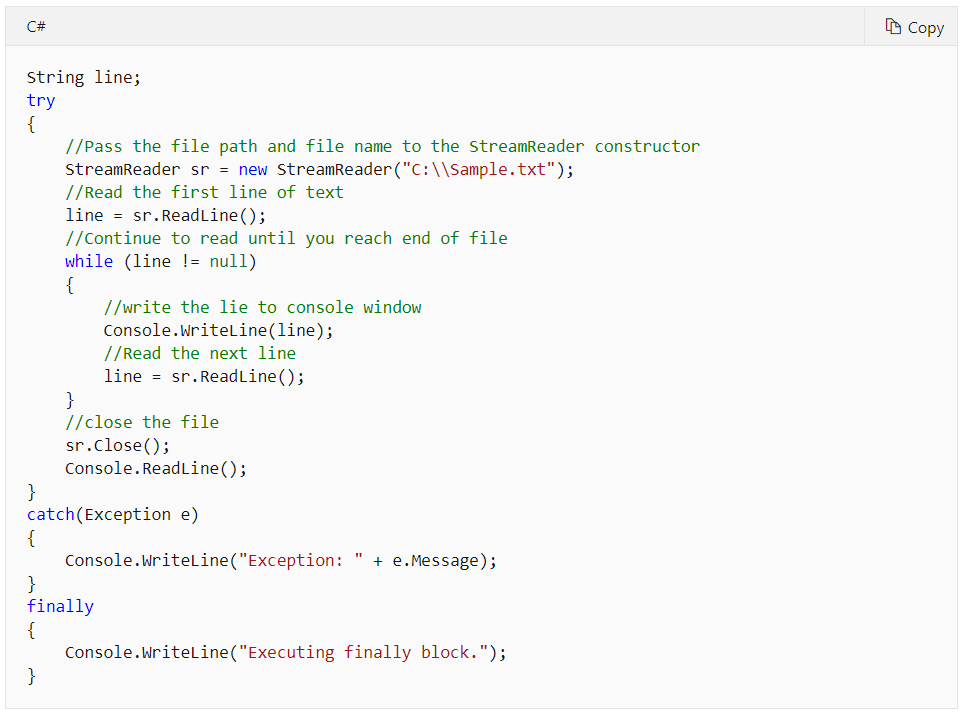 C#
Copy
String line;
try
{
    //Pass the file path and file name to the StreamReader constructor
    StreamReader sr = new StreamReader("C:\\Sample.txt");
    //Read the first line of text
    line = sr.ReadLine();
    //Continue to read until you reach end of file
    while (line != null)
    {
        //write the lie to console window
        Console.WriteLine(line);
        //Read the next line
        line = sr.ReadLine();
    }
    //close the file
    sr.Close();
    Console.ReadLine();
}
catch(Exception e)
{
    Console.WriteLine("Exception: " + e.Message);
}
finally
{
    Console.WriteLine("Executing finally block.");
}